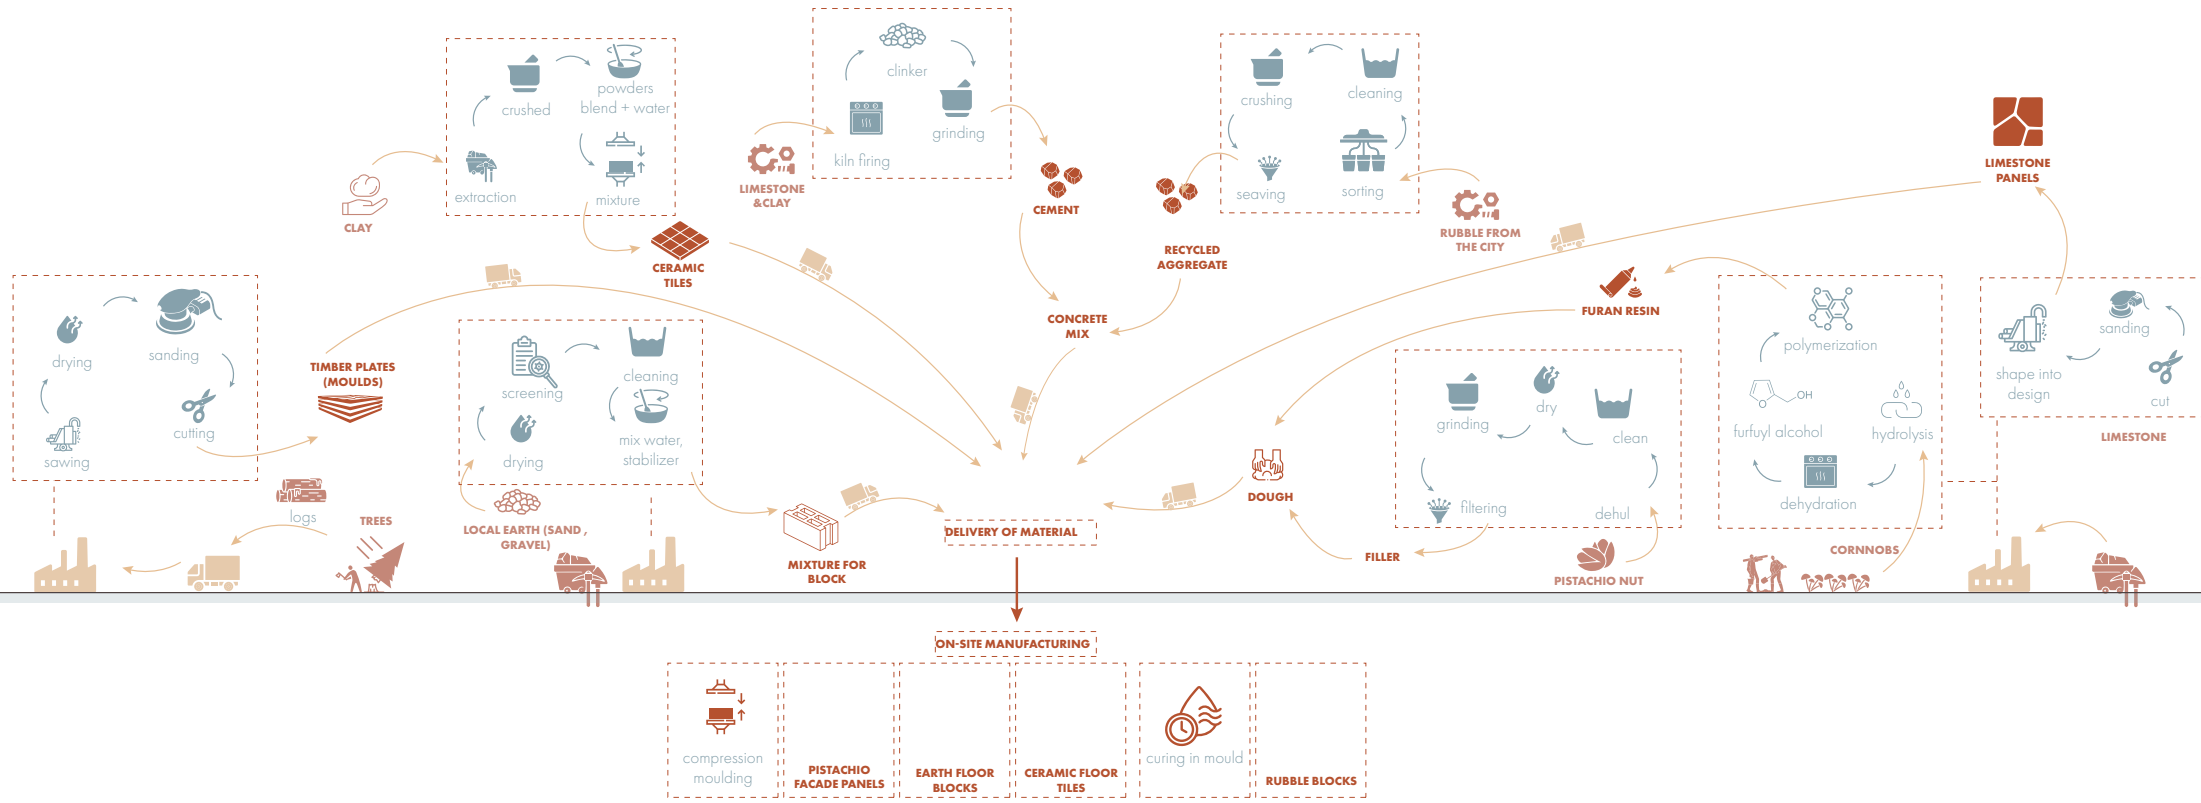 clinker
grinding
kiln firing
crushed
powders
blend + water
extraction
mixture
CLAY
LIMESTONE
&CLAY
CEMENT
CERAMIC
TILES
CONCRETE
MIX
crushing
cleaning
seaving
sorting
RECYCLED
AGGREGATE
RUBBLE FROM
THE CITY
LIMESTONE
PANELS
FURAN RESIN
drying
sanding
cutting
sawing
TIMBER PLATES
(MOULDS)
logs
TREES
screening
cleaning
drying
mix water,
stabilizer
LOCAL EARTH (SAND ,
GRAVEL)
MIXTURE FOR
BLOCK
DELIVERY OF MATERIAL
DOUGH
FILLER
grinding
dry
clean
filtering
dehul
PISTACHIO NUT
polymerization
OH
O
furfuyl alcohol
hydrolysis
dehydration
CORNNOBS
sanding
shape into
design
cut
LIMESTONE
ON-SITE MANUFACTURING
compression
moulding
PISTACHIO
FACADE PANELS
EARTH FLOOR
BLOCKS
CERAMIC FLOOR
TILES
curing in mould
RUBBLE BLOCKS